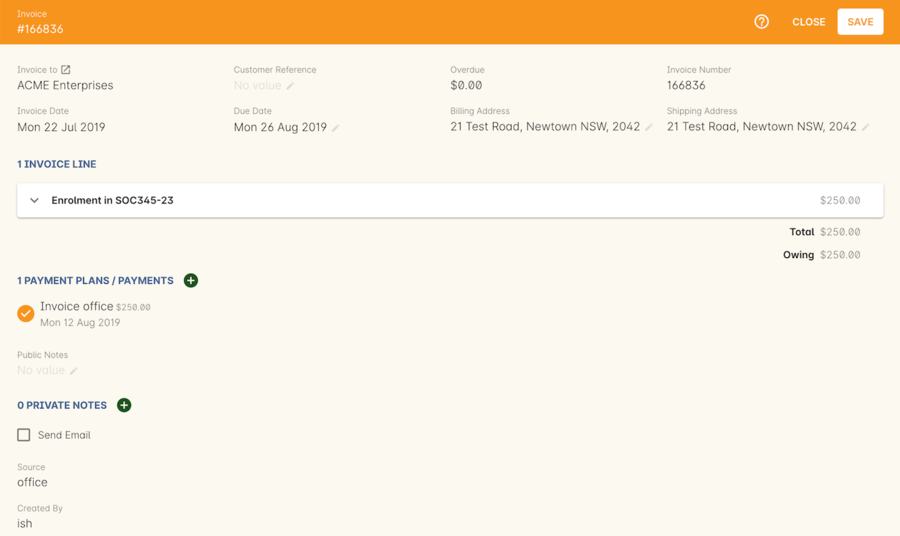 Invoice
#166836
CLOSE
SAVE
Invoice to
Customer Reference
Overdue
Invoice Number
ACME Enterprises
No value
$0.00
166836
Invoice Date
Due Date
Billing Address
Shipping Address
Mon 22 Jul 2019
Mon 26 Aug 2019
21 Test Road, Newtown NSW, 2042
21 Test Road, Newtown NSW, 2042
1 INVOICE LINE
Enrolment in SOC345-23
$250.00
Total $250.00
Owing $250.00
1 PAYMENT PLANS / PAYMENTS
Invoice office $250.00
Mon 12 Aug 2019
Public Notes
No value
0 PRIVATE NOTES
Send Email
Source
office
Created By
ish